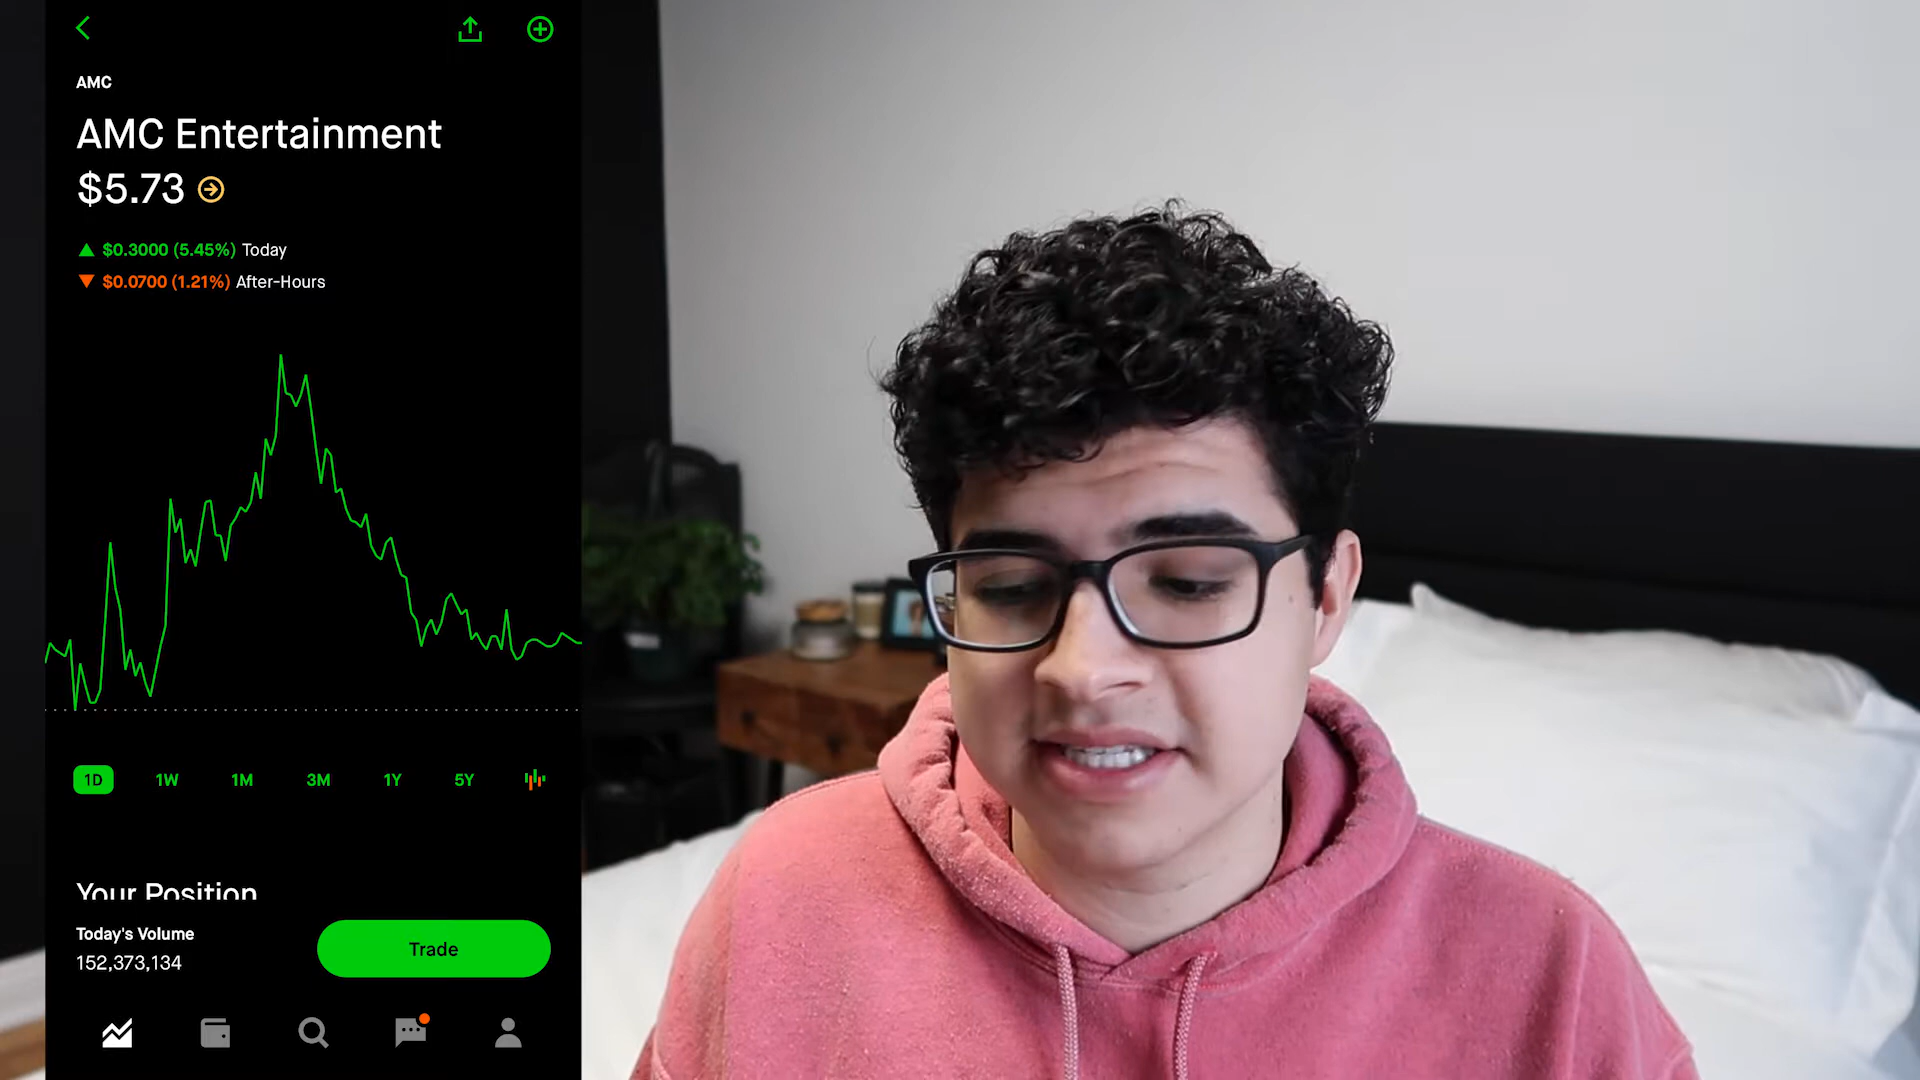 AMC
AMC Entertainment
$5.73
$0.3000 (5.45%) Today
$0.0700 (1.21%) After-Hours
1D 1W 1M 3M 1Y 5Y
Your Position
Today's Volume
152,373,134
Trade